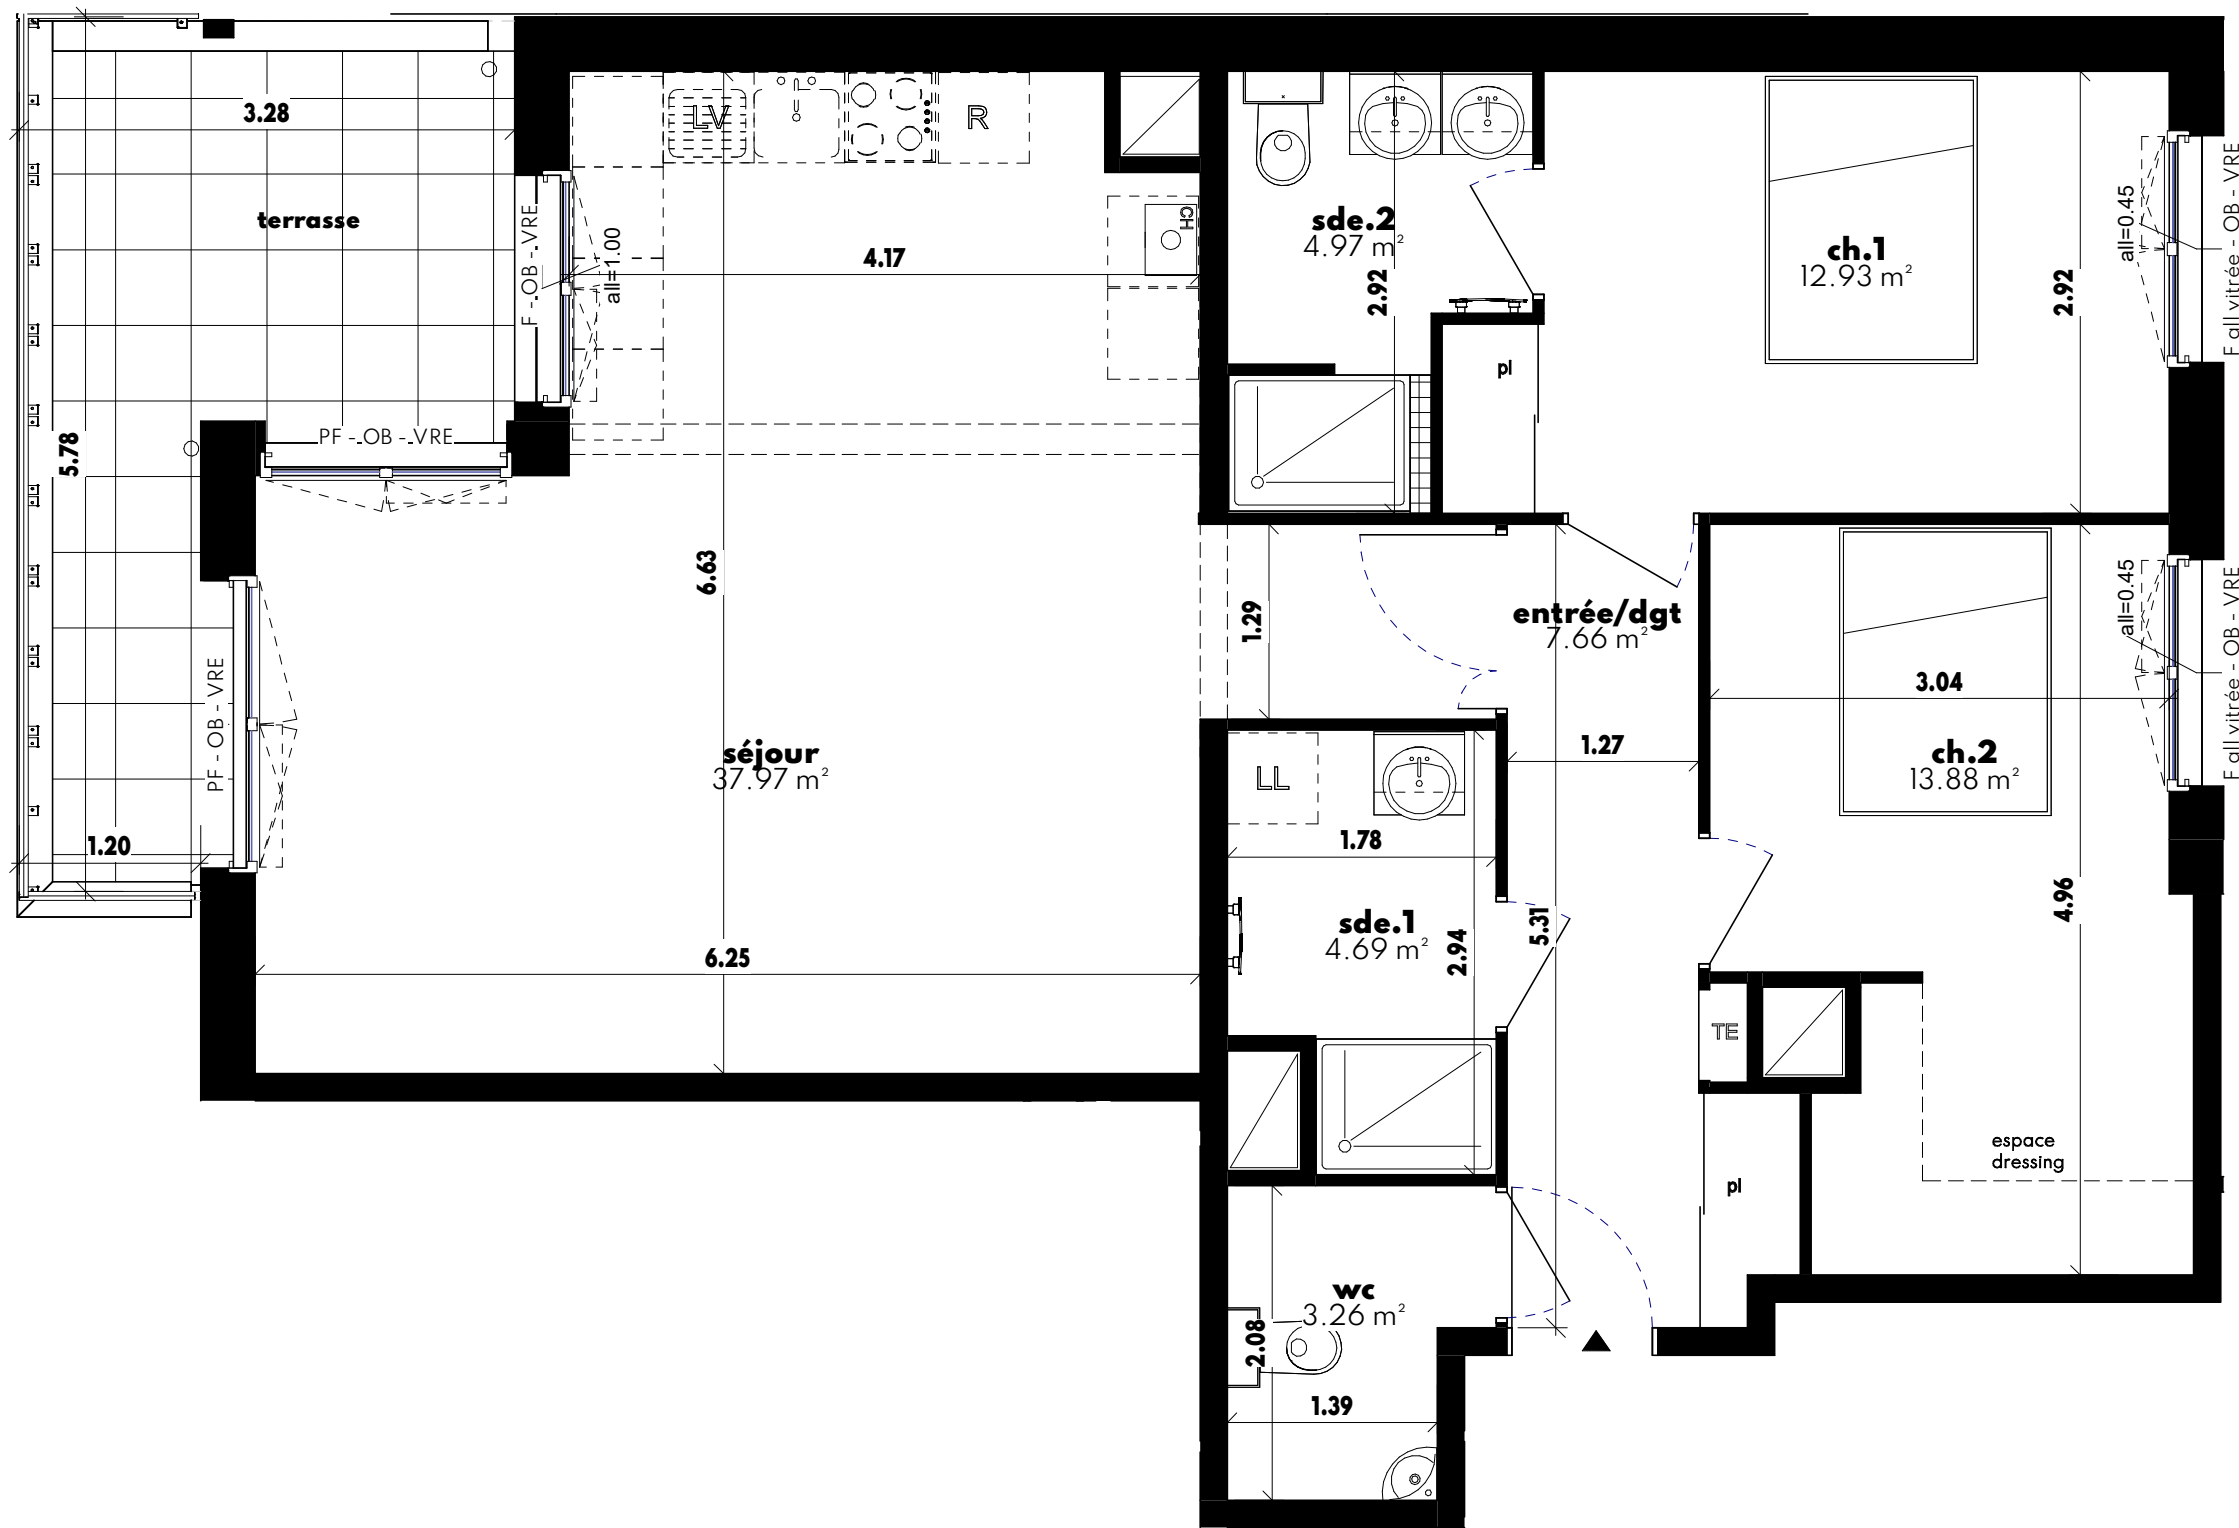 3.28
terrasse
5.78
1.20
PF - OB - VRE
PF - OB - VRE
F - OB - VRE
all=1.00
LV
R
CH
4.17
6.63
séjour
37.97 m²
6.25
sde.2
4.97 m²
2.92
pl
ch.1
12.93 m²
2.92
all=0.45
F all vitrée - OB - VRE
1.29
entrée/dgt
7.66 m²
1.27
5.31
ch.2
13.88 m²
3.04
4.96
all=0.45
F all vitrée - OB - VRE
LL
1.78
sde.1
4.69 m²
2.94
TE
pl
espace
dressing
wc
3.26 m²
2.08
1.39